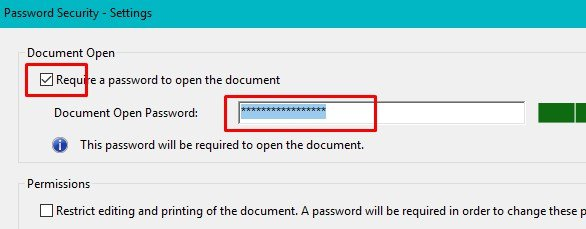 Password Security - Settings
Document Open
Require a password to open the document
Document Open Password: *****************
This password will be required to open the document.
Permissions
Restrict editing and printing of the document. A password will be required in order to change these p